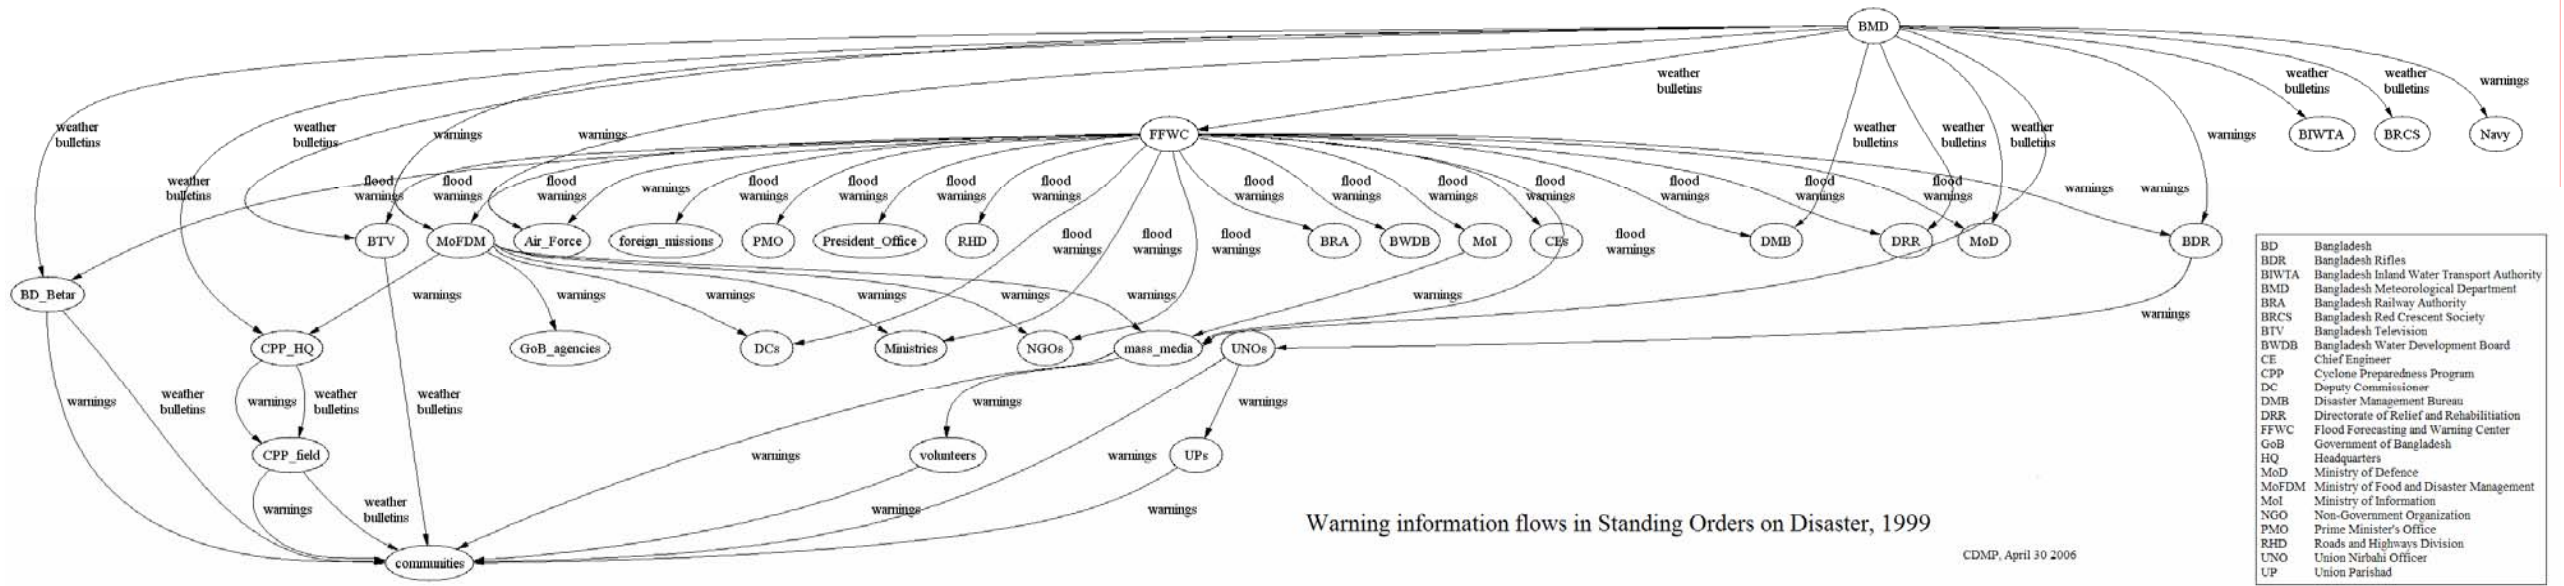 BMD
weather
bulletins
weather
bulletins
weather
bulletins
warnings
weather
bulletins
weather
bulletins
warnings
warnings
FFWC
weather
bulletins
weather
bulletins
weather
bulletins
warnings
BIWTA
BRCS
Navy
weather
bulletins
flood
warnings
flood
warnings
flood
warnings
warnings
flood
warnings
flood
warnings
flood
warnings
flood
warnings
flood
warnings
flood
warnings
flood
warnings
flood
warnings
flood
warnings
flood
warnings
flood
warnings
warnings
warnings
BTV
MoFDM
Air_Force
foreign_missions
PMO
President_Office
RHD
flood
warnings
flood
warnings
flood
warnings
BRA
BWDB
MoI
CEs
flood
warnings
DMB
DRR
MoD
BDR
BD_Betar
warnings
warnings
warnings
warnings
warnings
warnings
warnings
warnings
CPP_HQ
GoB_agencies
DCs
Ministries
NGOs
mass_media
UNOs
warnings
weather
bulletins
warnings
weather
bulletins
weather
bulletins
warnings
warnings
CPP_field
warnings
volunteers
warnings
UPs
warnings
weather
bulletins
warnings
warnings
communities
Warning information flows in Standing Orders on Disaster, 1999
CDMP, April 30 2006
BD Bangladesh
BDR Bangladesh Rifles
BIWTA Bangladesh Inland Water Transport Authority
BMD Bangladesh Meteorological Department
BRA Bangladesh Railway Authority
BRCS Bangladesh Red Crescent Society
BTV Bangladesh Television
BWDB Bangladesh Water Development Board
CE Chief Engineer
CPP Cyclone Preparedness Program
DC Deputy Commissioner
DMB Disaster Management Bureau
DRR Directorate of Relief and Rehabilitiation
FFWC Flood Forecasting and Warning Center
GoB Government of Bangladesh
HQ Headquarters
MoD Ministry of Defence
MoFDM Ministry of Food and Disaster Management
MoI Ministry of Information
NGO Non-Government Organization
PMO Prime Minister's Office
RHD Roads and Highways Division
UNO Union Nirbahi Officer
UP Union Parishad